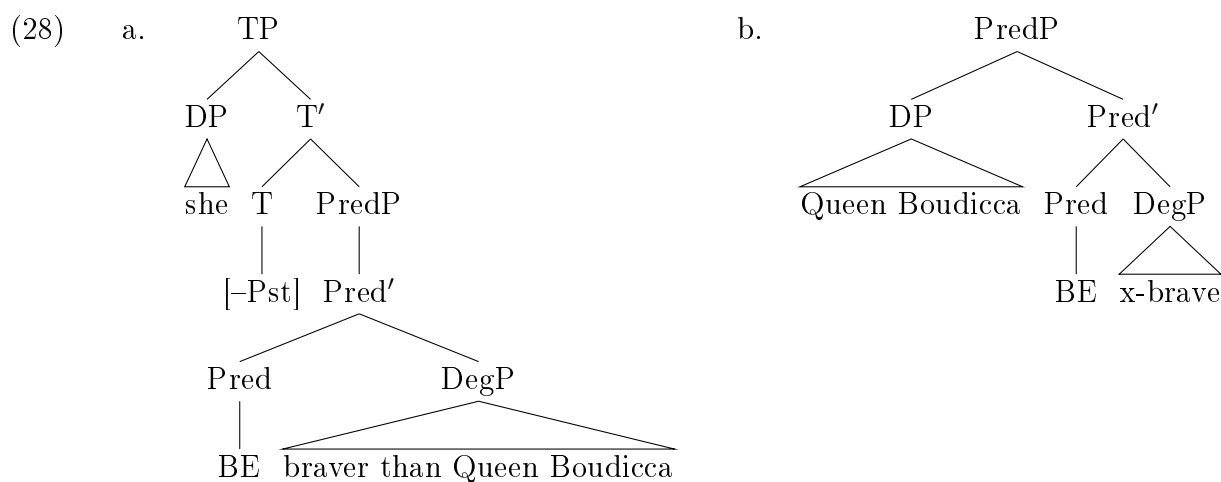 (28) a. TP b. PredP
DP T′ DP Pred′
she T PredP Queen Boudicca Pred DegP
[–Pst] Pred′ BE x-brave
Pred DegP
BE braver than Queen Boudicca